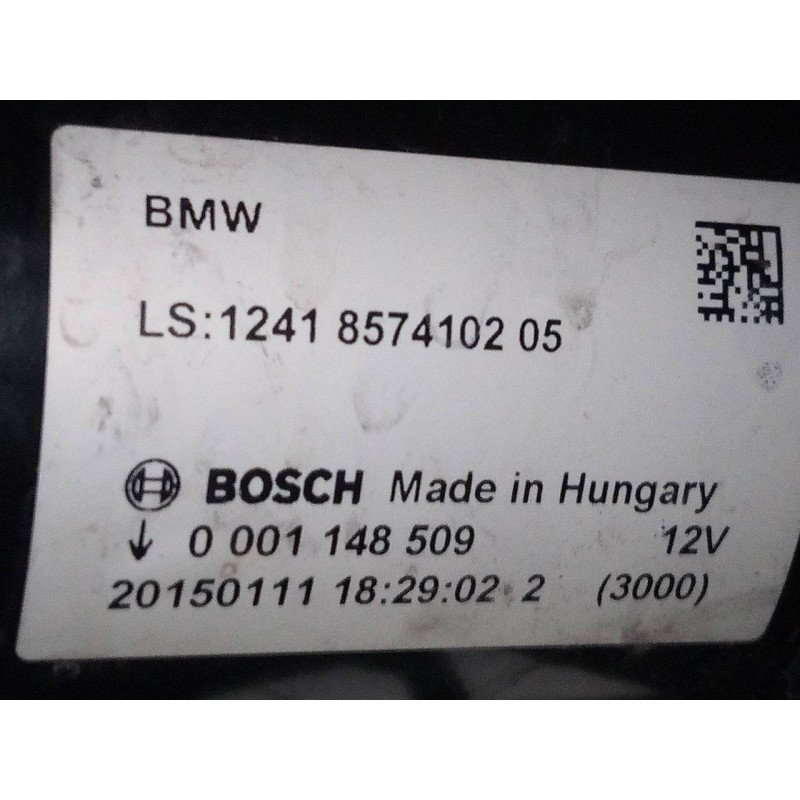 BMW
LS:1241 8574102 05
BOSCH Made in Hungary
↓ 0 001 148 509 12V
20150111 18:29:02 2 (3000)